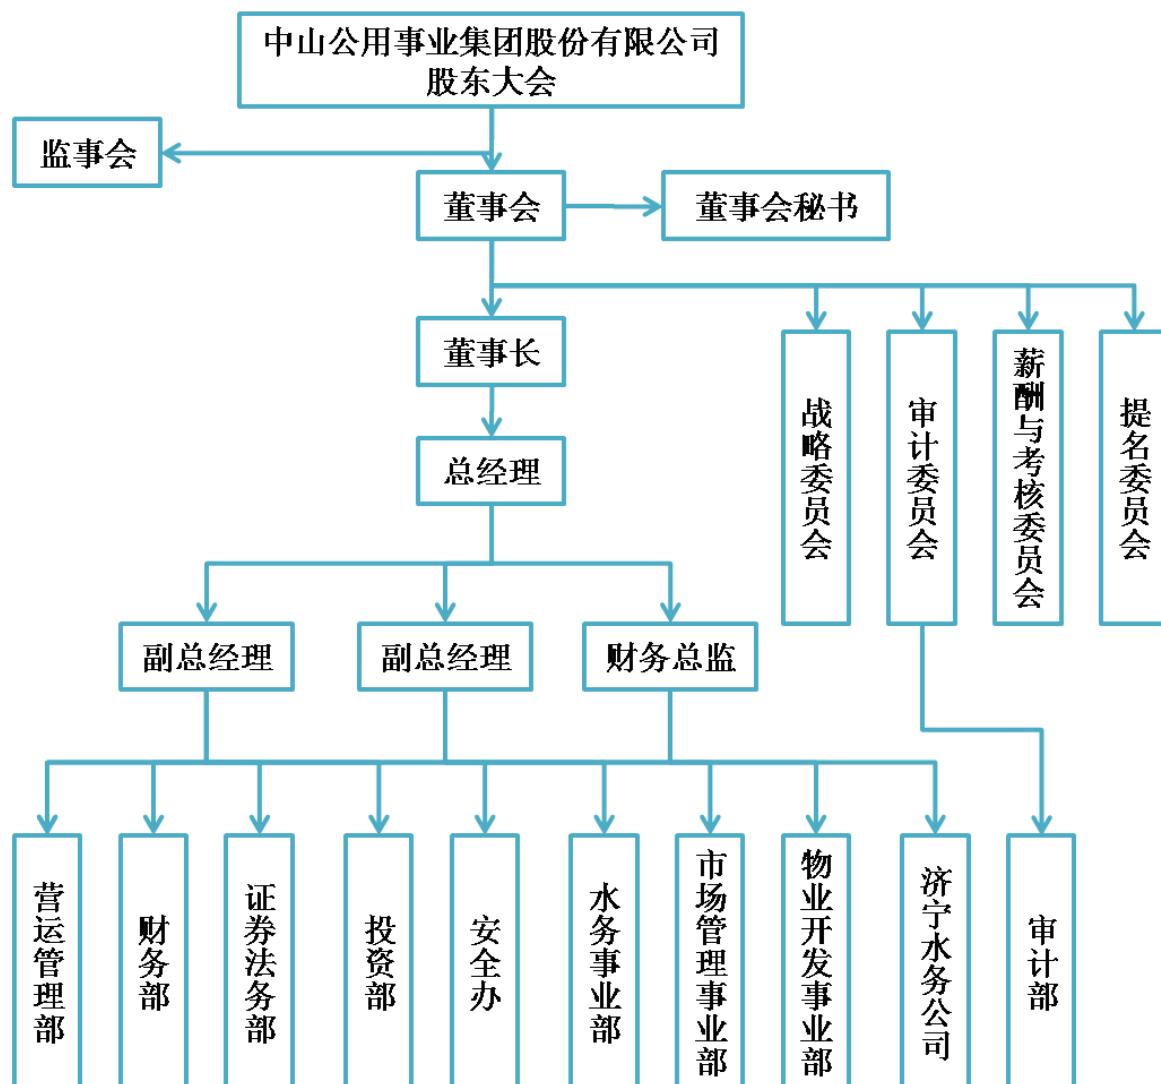 中山公用事业集团股份有限公司
股东大会
监事会
董事会
董事会秘书
董事长
总经理
战略委员会
审计委员会
薪酬与考核委员会
提名委员会
副总经理
副总经理
财务总监
营运管理部
财务部
证券法务部
投资部
安全办
水务事业部
市场管理事业部
物业开发事业部
济宁水务公司
审计部